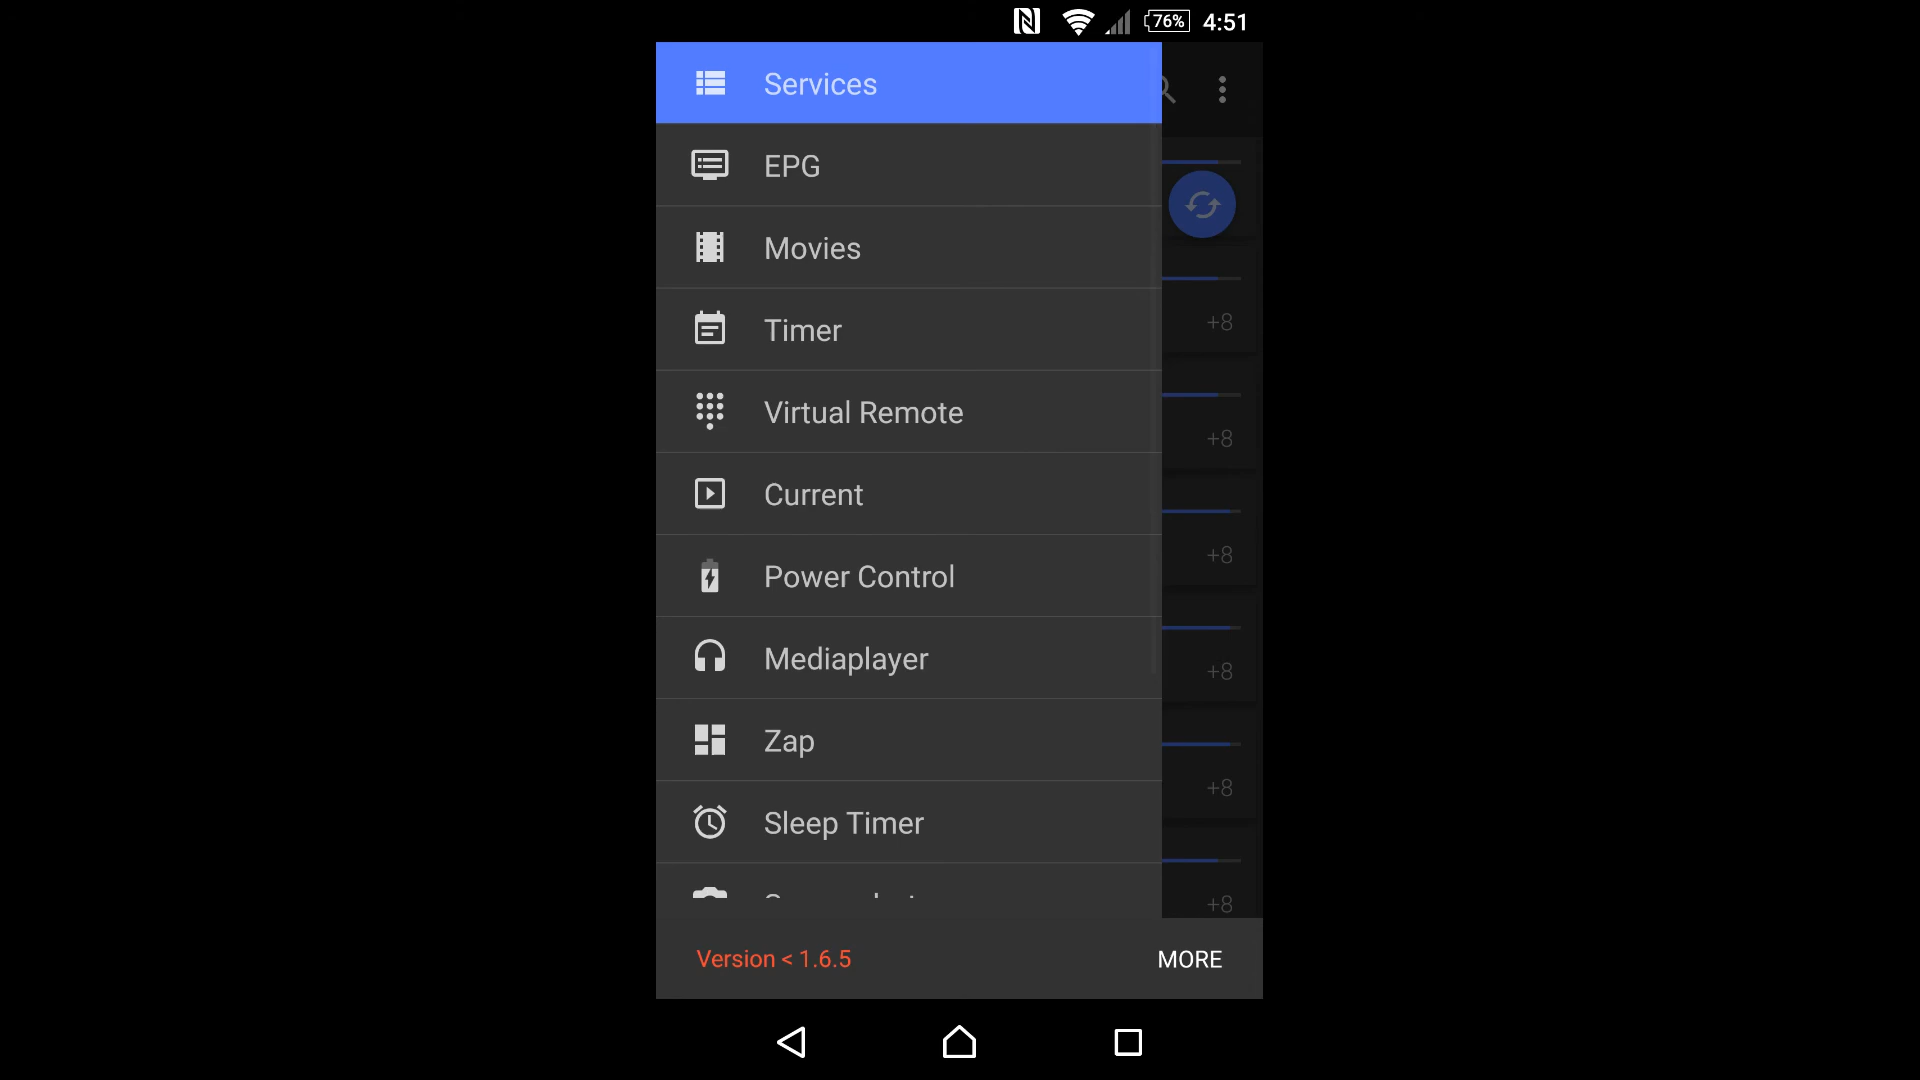 76% 4:51
Services
EPG
Movies
Timer
+8
Virtual Remote
+8
Current
+8
Power Control
Mediaplayer
+8
Zap
+8
Sleep Timer
+8
Version < 1.6.5 MORE